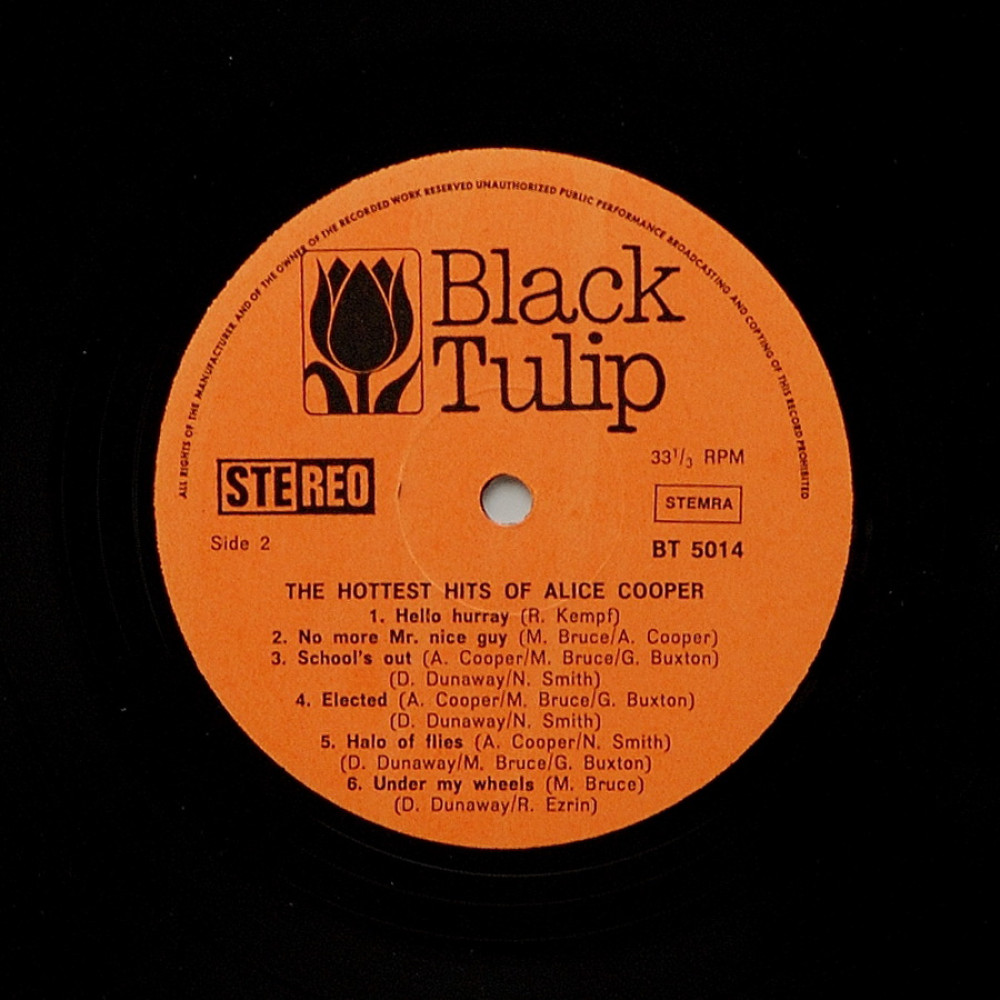 ALL RIGHTS OF THE MANUFACTURER AND OF THE OWNER OF THE RECORDED WORK RESERVED UNAUTHORIZED PUBLIC PERFORMANCE BROADCASTING AND COPYING OF THIS RECORD PROHIBITED
Black
Tulip
33 1/3 RPM
STEREO
STEMRA
Side 2
BT 5014
THE HOTTEST HITS OF ALICE COOPER
1. Hello hurray (R. Kempf)
2. No more Mr. nice guy (M. Bruce/A. Cooper)
3. School's out (A. Cooper/M. Bruce/G. Buxton)
(D. Dunaway/N. Smith)
4. Elected (A. Cooper/M. Bruce/G. Buxton)
(D. Dunaway/N. Smith)
5. Halo of flies (A. Cooper/N. Smith)
(D. Dunaway/M. Bruce/G. Buxton)
6. Under my wheels (M. Bruce)
(D. Dunaway/R. Ezrin)